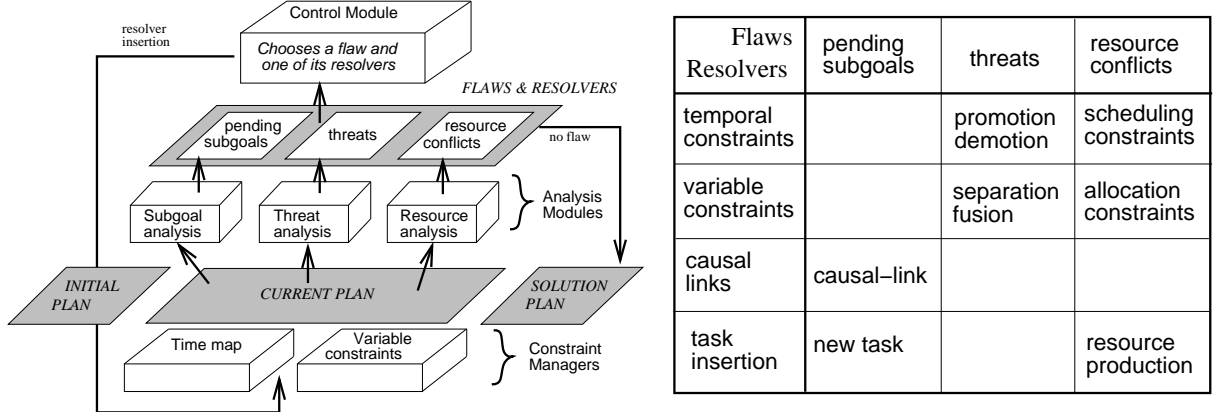 Control Module
resolver
insertion
Chooses a flaw and
one of its resolvers
FLAWS & RESOLVERS
pending
subgoals
threats
resource
conflicts
no flaw
Subgoal
analysis
Threat
analysis
Resource
analysis
Analysis
Modules
INITIAL
PLAN
CURRENT PLAN
SOLUTION
PLAN
Time map
Variable
constraints
Constraint
Managers
Flaws
Resolvers
pending
subgoals
threats
resource
conflicts
temporal
constraints
promotion
demotion
scheduling
constraints
variable
constraints
separation
fusion
allocation
constraints
causal
links
causal–link
task
insertion
new task
resource
production